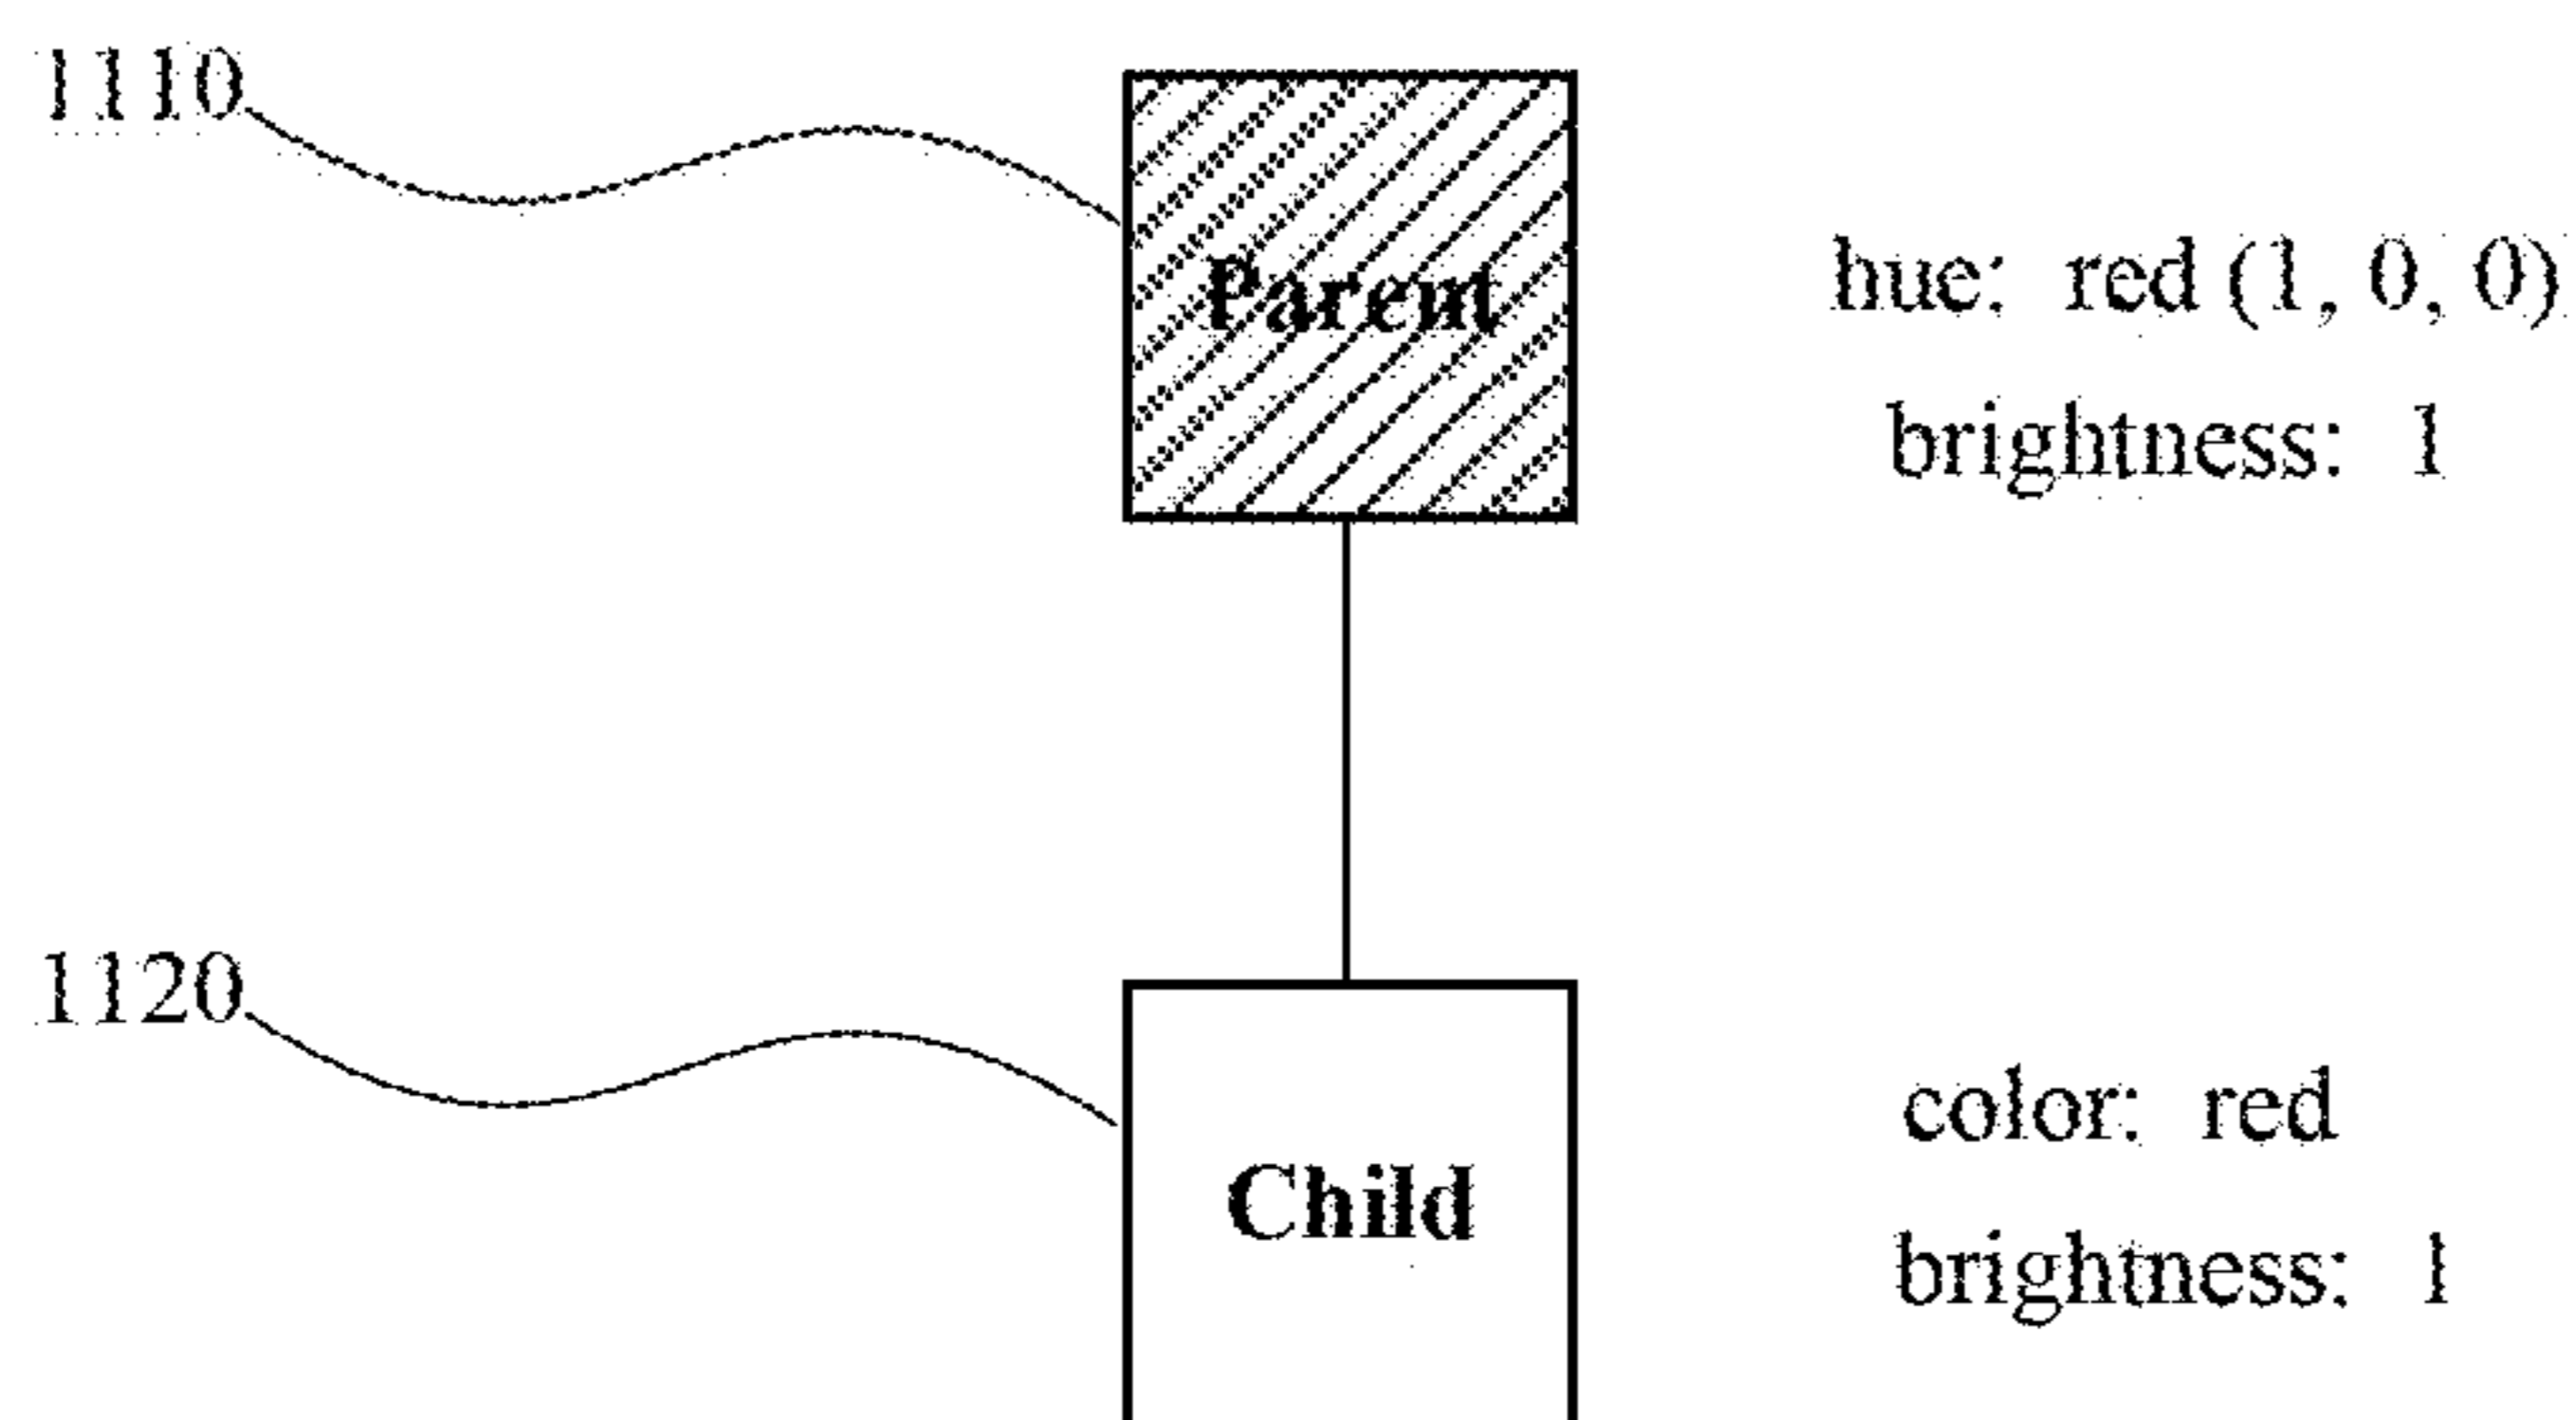 1110
Parent
hue: red (1, 0, 0)
brightness: 1
1120
Child
color: red
brightness: 1